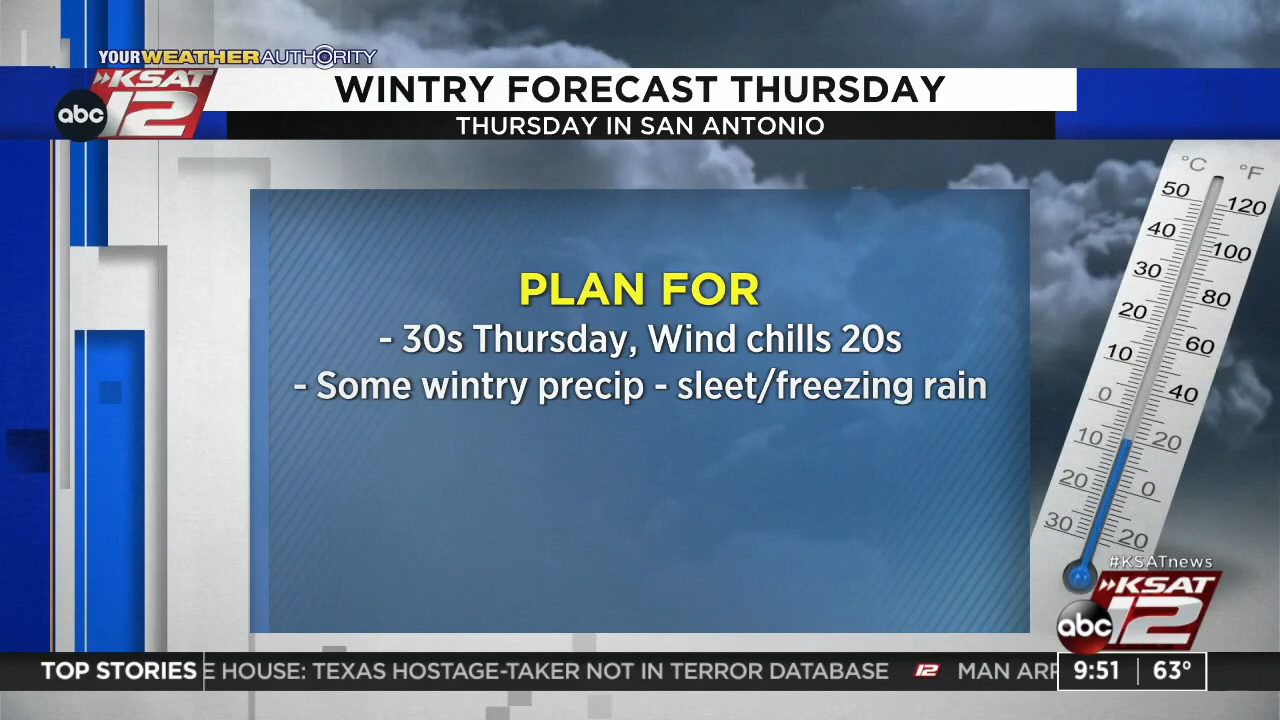 YOUR WEATHER AUTHORITY
KSAT
abc 12
WINTRY FORECAST THURSDAY
THURSDAY IN SAN ANTONIO
PLAN FOR
- 30s Thursday, Wind chills 20s
- Some wintry precip - sleet/freezing rain
°C °F
50 120
40 100
30 80
20 60
10 40
0 20
10 0
20 20
30
#KSATnews
KSAT
abc 12
TOP STORIES E HOUSE: TEXAS HOSTAGE-TAKER NOT IN TERROR DATABASE 12 MAN ARR 9:51 63°